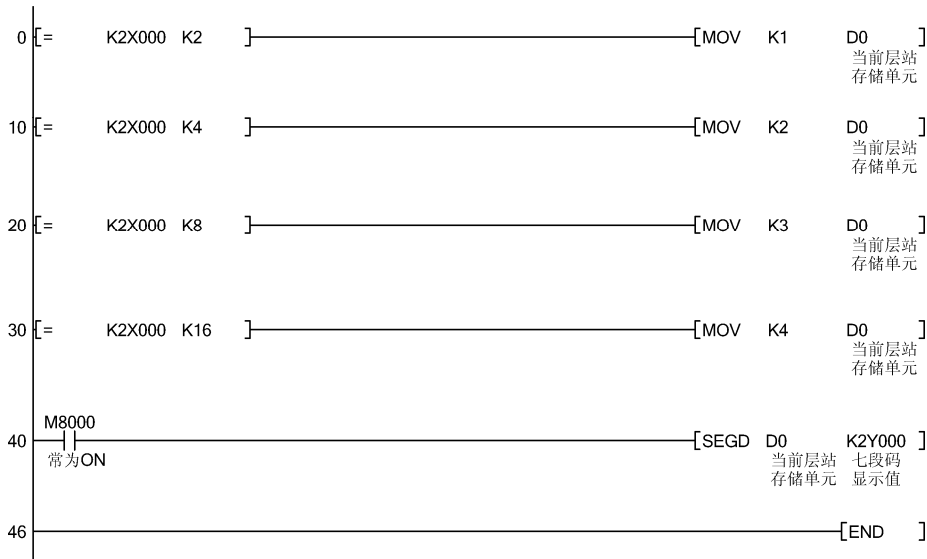 0 [= K2X000 K2 ] [MOV K1 D0 ]
当前层站
存储单元
10 [= K2X000 K4 ] [MOV K2 D0 ]
当前层站
存储单元
20 [= K2X000 K8 ] [MOV K3 D0 ]
当前层站
存储单元
30 [= K2X000 K16 ] [MOV K4 D0 ]
当前层站
存储单元
M8000
40 [SEGD D0 K2Y000 ]
常为ON 当前层站 七段码
存储单元 显示值
46 [END ]